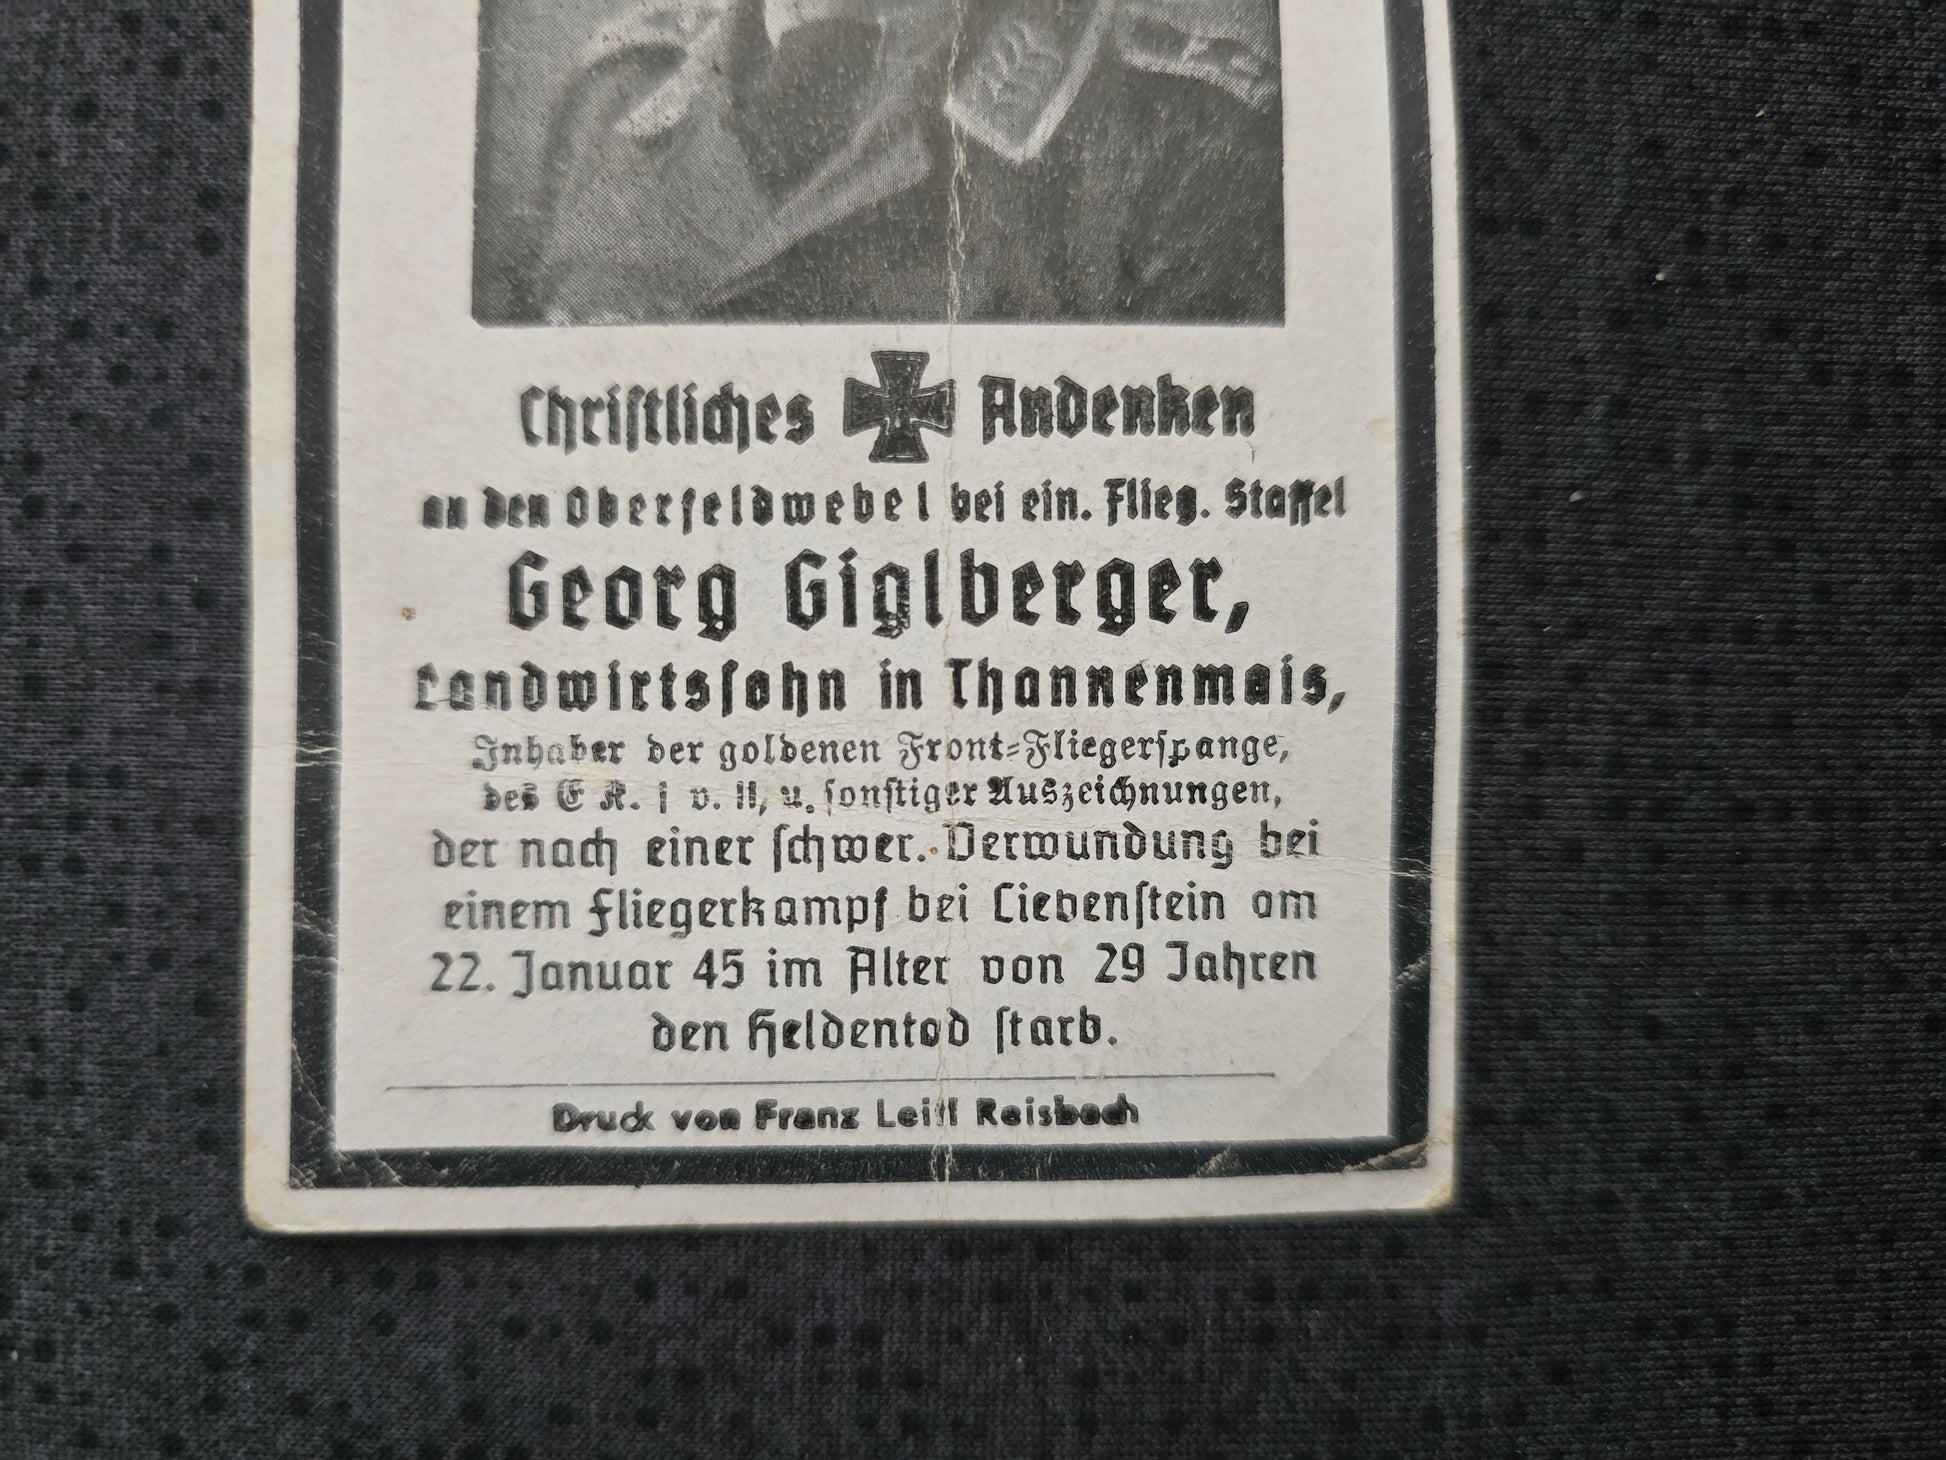 Christliches Andenken
an den Oberfeldwebel bei ein. Flieg. Staffel
Georg Giglberger,
Landwirtssohn in Thannenmais,
Inhaber der goldenen Front-Fliegerspange,
des E K. I v. II, u. sonstiger Auszeichnungen,
der nach einer schwer. Verwundung bei
einem Fliegerkampf bei Liebenstein am
22. Januar 45 im Alter von 29 Jahren
den Heldentod starb.
Druck von Franz Leitl Reisbach